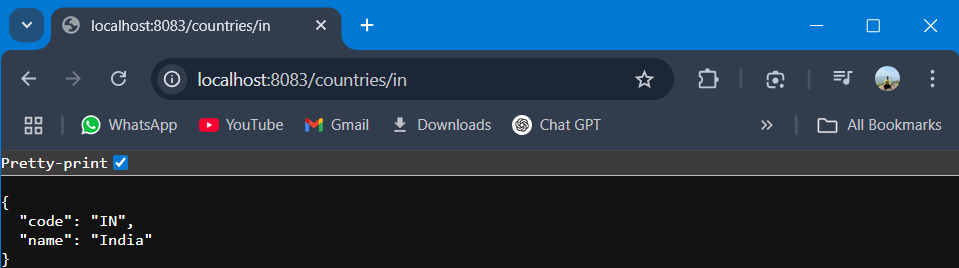 localhost:8083/countries/in
localhost:8083/countries/in
WhatsApp YouTube Gmail Downloads Chat GPT All Bookmarks
Pretty-print
{
  "code": "IN",
  "name": "India"
}